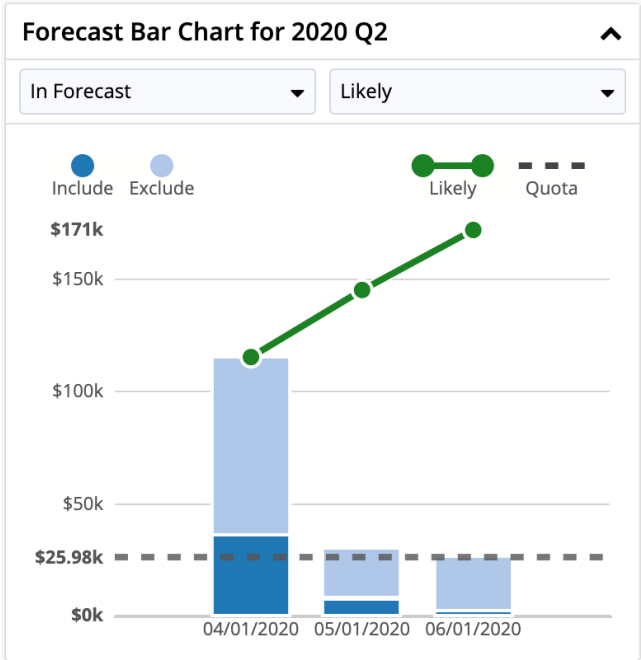 Forecast Bar Chart for 2020 Q2
In Forecast
Likely
Include Exclude
Likely Quota
$171k
$150k
$100k
$50k
$25.98k
$0k
04/01/2020 05/01/2020 06/01/2020